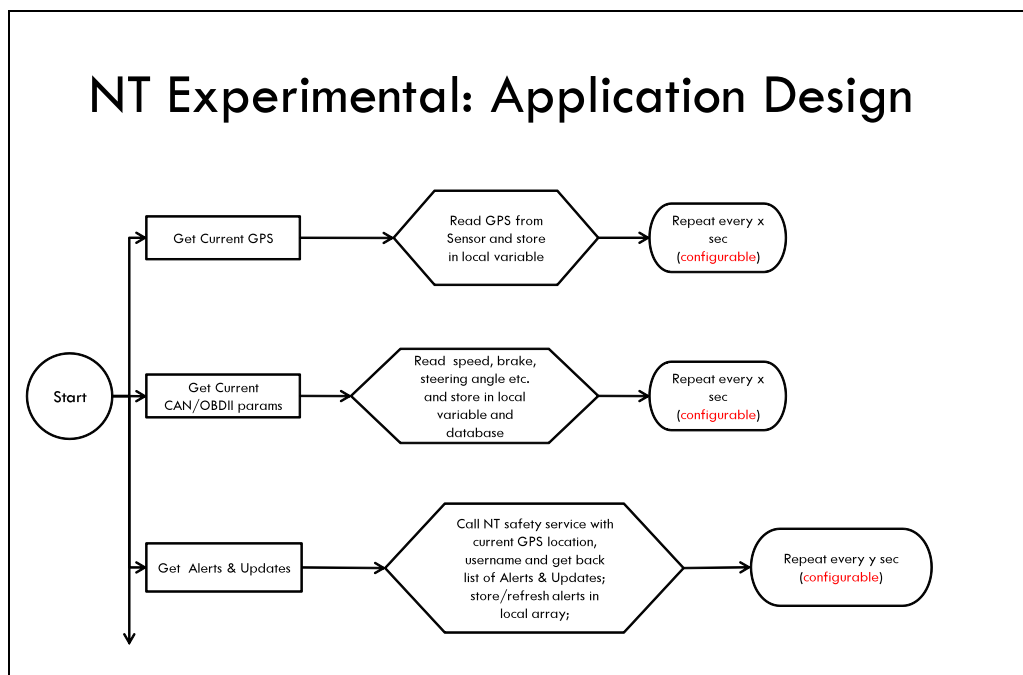 NT Experimental: Application Design
Get Current GPS
Read GPS from
Sensor and store
in local variable
Repeat every x
sec
(configurable)
Start
Get Current
CAN/OBDII params
Read speed, brake,
steering angle etc.
and store in local
variable and
database
Repeat every x
sec
(configurable)
Get Alerts & Updates
Call NT safety service with
current GPS location,
username and get back
list of Alerts & Updates;
store/refresh alerts in
local array;
Repeat every y sec
(configurable)